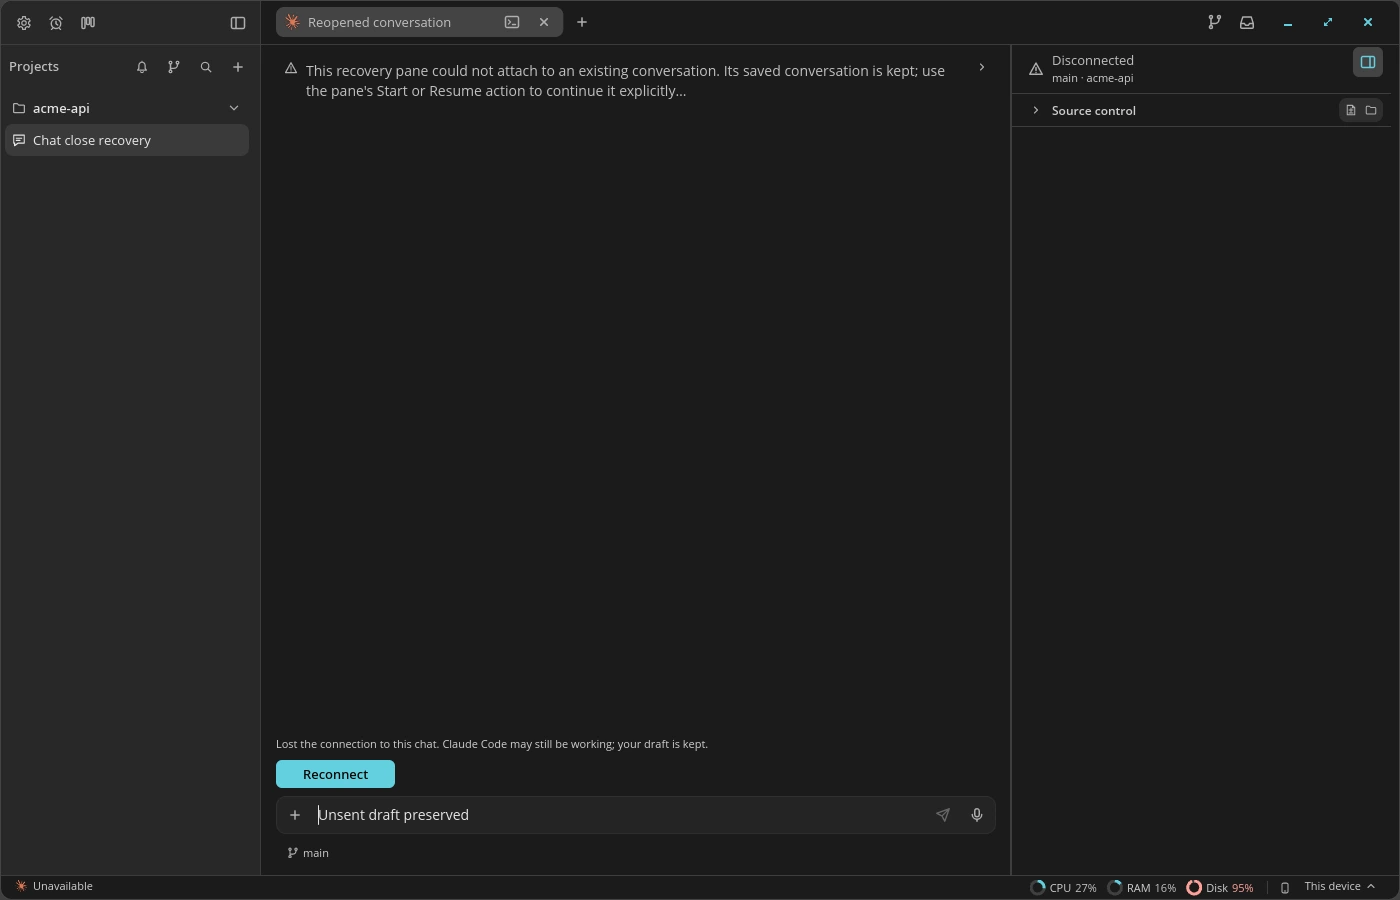 Reopened conversation
Projects
acme-api
Chat close recovery
This recovery pane could not attach to an existing conversation. Its saved conversation is kept; use
the pane's Start or Resume action to continue it explicitly...
Disconnected
main · acme-api
Source control
Lost the connection to this chat. Claude Code may still be working; your draft is kept.
Reconnect
Unsent draft preserved
main
Unavailable
CPU 27%
RAM 16%
Disk 95%
This device